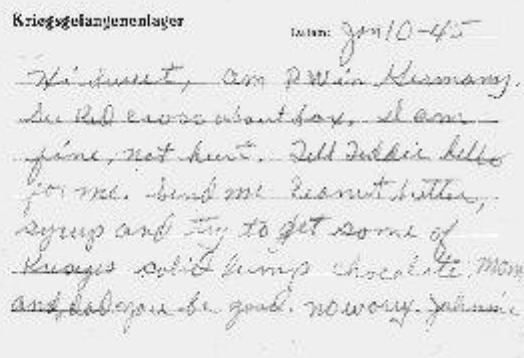 Kriegsgefangenenlager
Datum: Jan 10-45
Hi sweet, am PW in Germany.
See Red cross about box. I am
fine, not hurt. Tell Teddie hello
for me. Send me Peanut butter,
syrup and try to get some of
solid lump chocolate. Mom
and Dad you be good. no worry. Johnnie